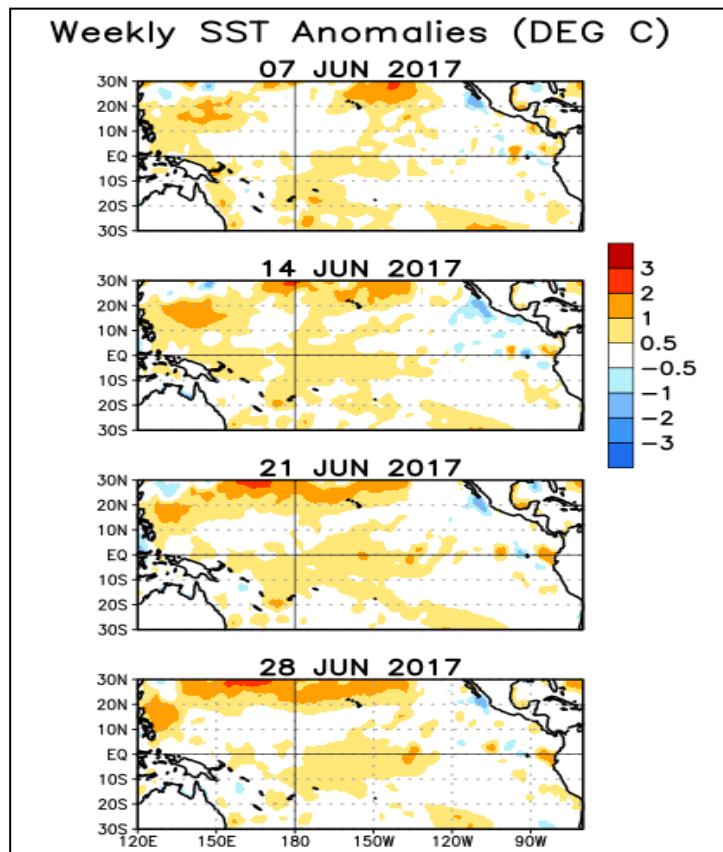 Weekly SST Anomalies (DEG C)
07 JUN 2017
30N
20N
10N
EQ
10S
20S
30S
14 JUN 2017
30N
20N
10N
EQ
10S
20S
30S
3
2
1
0.5
-0.5
-1
-2
-3
21 JUN 2017
30N
20N
10N
EQ
10S
20S
30S
28 JUN 2017
30N
20N
10N
EQ
10S
20S
30S
120E 150E 180 150W 120W 90W